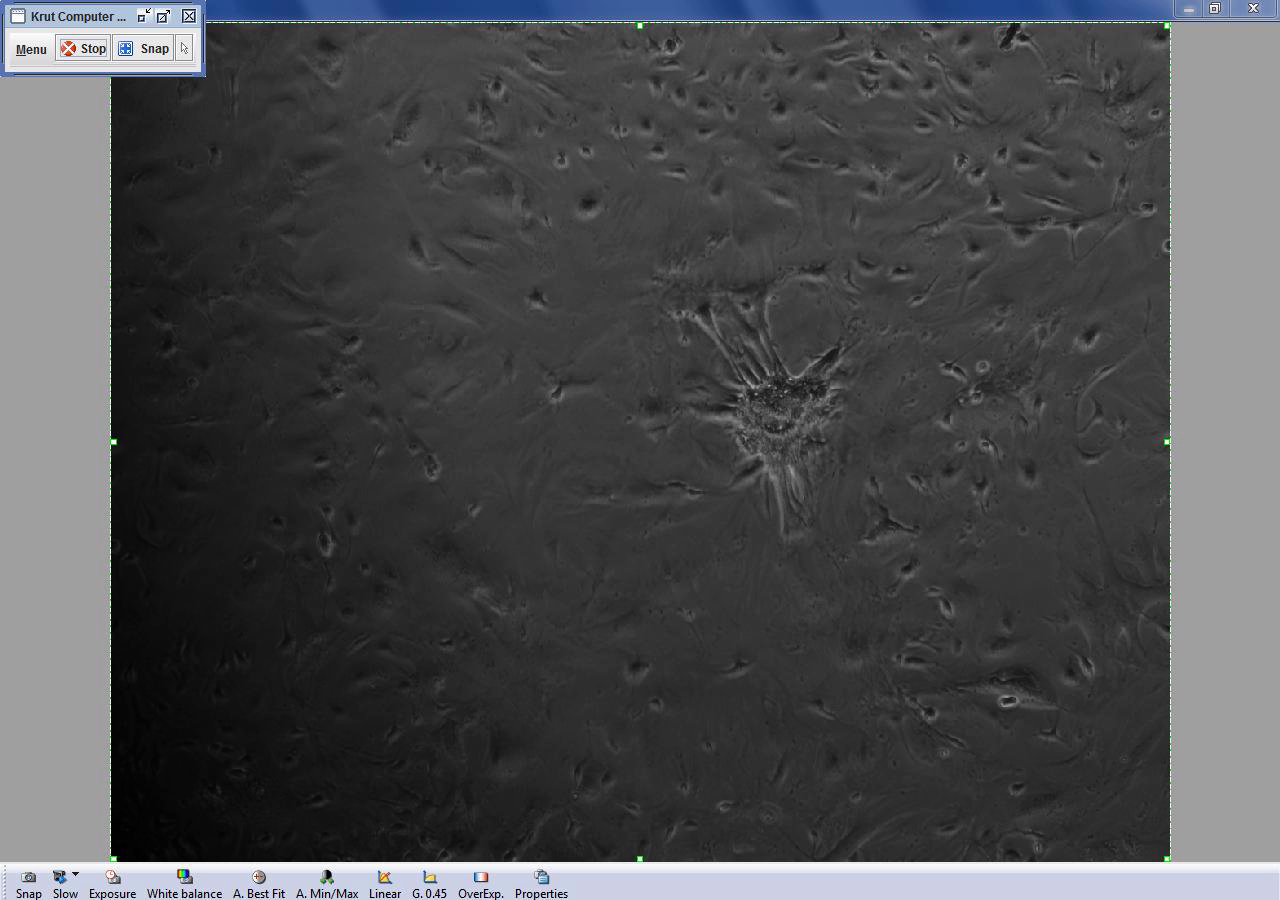 Krut Computer ...
Menu Stop Snap
Snap Slow Exposure White balance A. Best Fit A. Min/Max Linear G. 0.45 OverExp. Properties